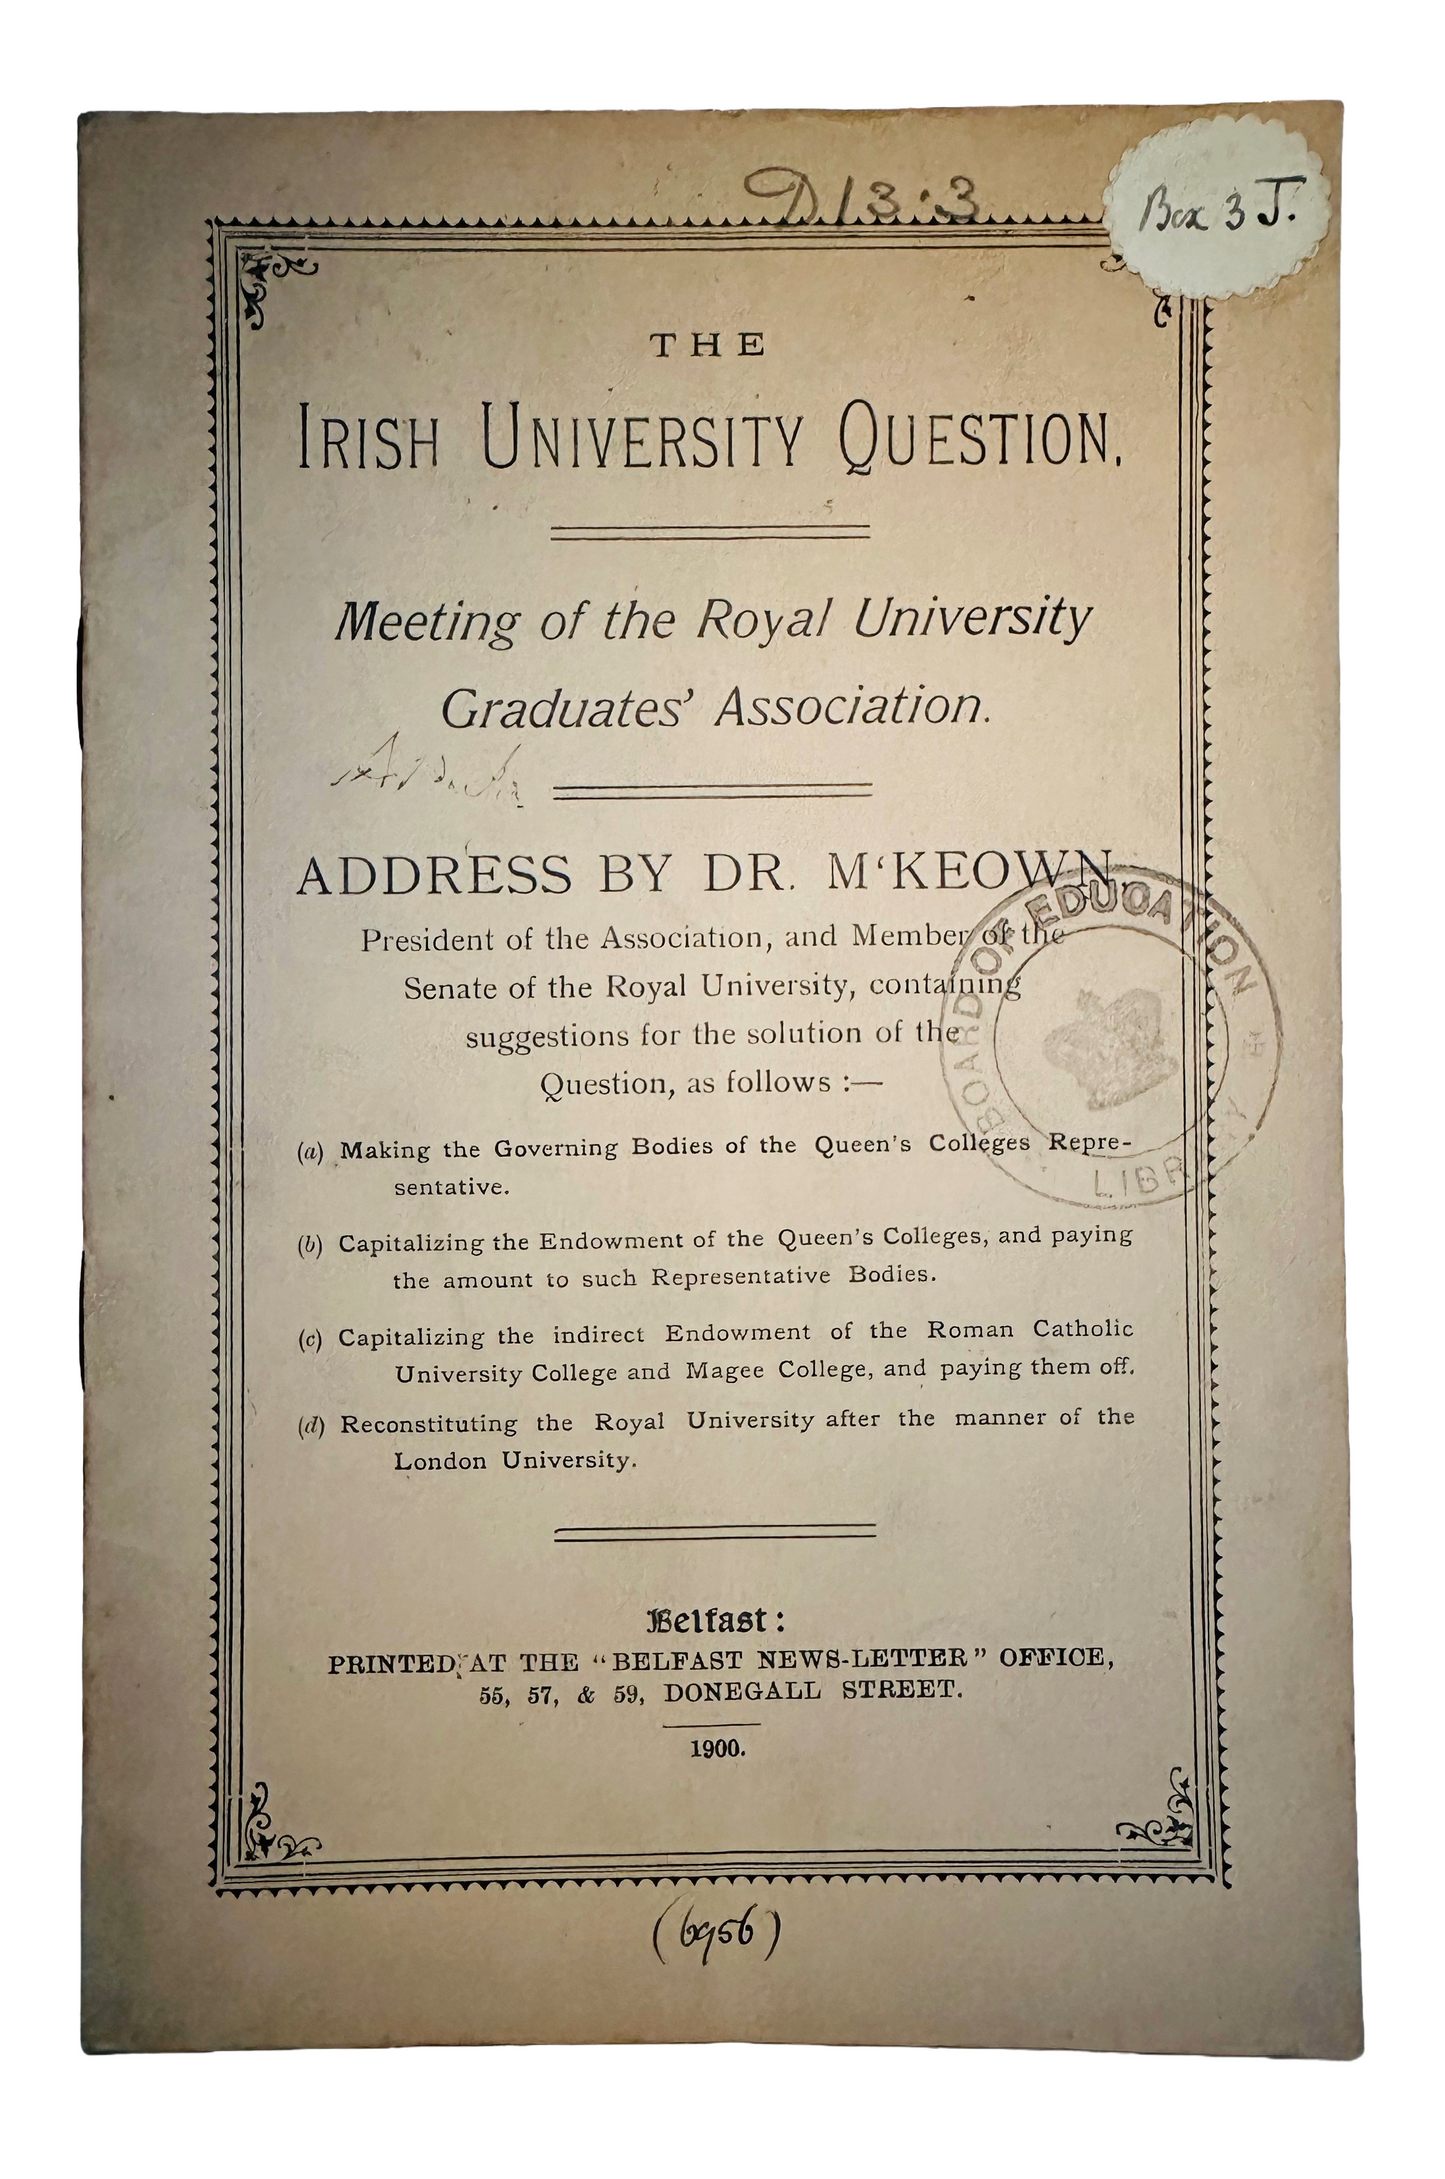 D13:3
Box 3 J.
THE
IRISH UNIVERSITY QUESTION.
Meeting of the Royal University
Graduates' Association.
ADDRESS BY DR. M‘KEOWN,
President of the Association, and Member of the
Senate of the Royal University, containing
suggestions for the solution of the
Question, as follows :—
BOARD OF EDUCATION
LIBRARY
(a) Making the Governing Bodies of the Queen's Colleges Repre-
sentative.
(b) Capitalizing the Endowment of the Queen's Colleges, and paying
the amount to such Representative Bodies.
(c) Capitalizing the indirect Endowment of the Roman Catholic
University College and Magee College, and paying them off.
(d) Reconstituting the Royal University after the manner of the
London University.
Belfast:
PRINTED AT THE “BELFAST NEWS-LETTER” OFFICE,
55, 57, & 59, DONEGALL STREET.
1900.
(6956)